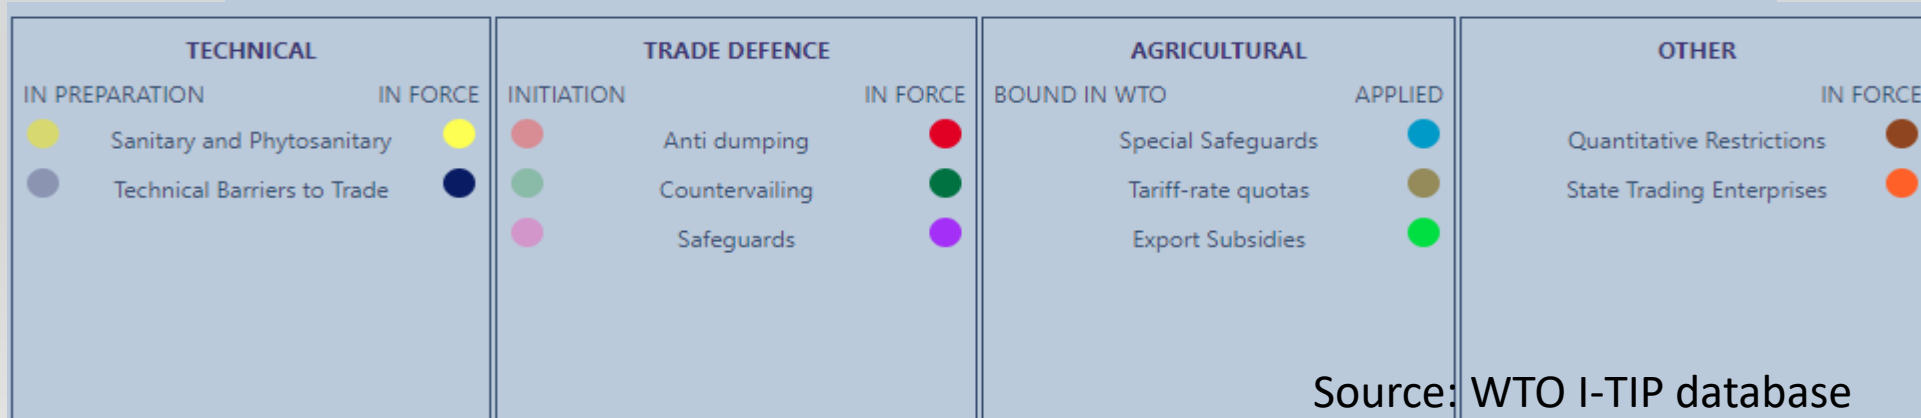 TECHNICAL
IN PREPARATION IN FORCE
Sanitary and Phytosanitary
Technical Barriers to Trade
TRADE DEFENCE
INITIATION IN FORCE
Anti dumping
Countervailing
Safeguards
AGRICULTURAL
BOUND IN WTO APPLIED
Special Safeguards
Tariff-rate quotas
Export Subsidies
OTHER
IN FORCE
Quantitative Restrictions
State Trading Enterprises
Source: WTO I-TIP database